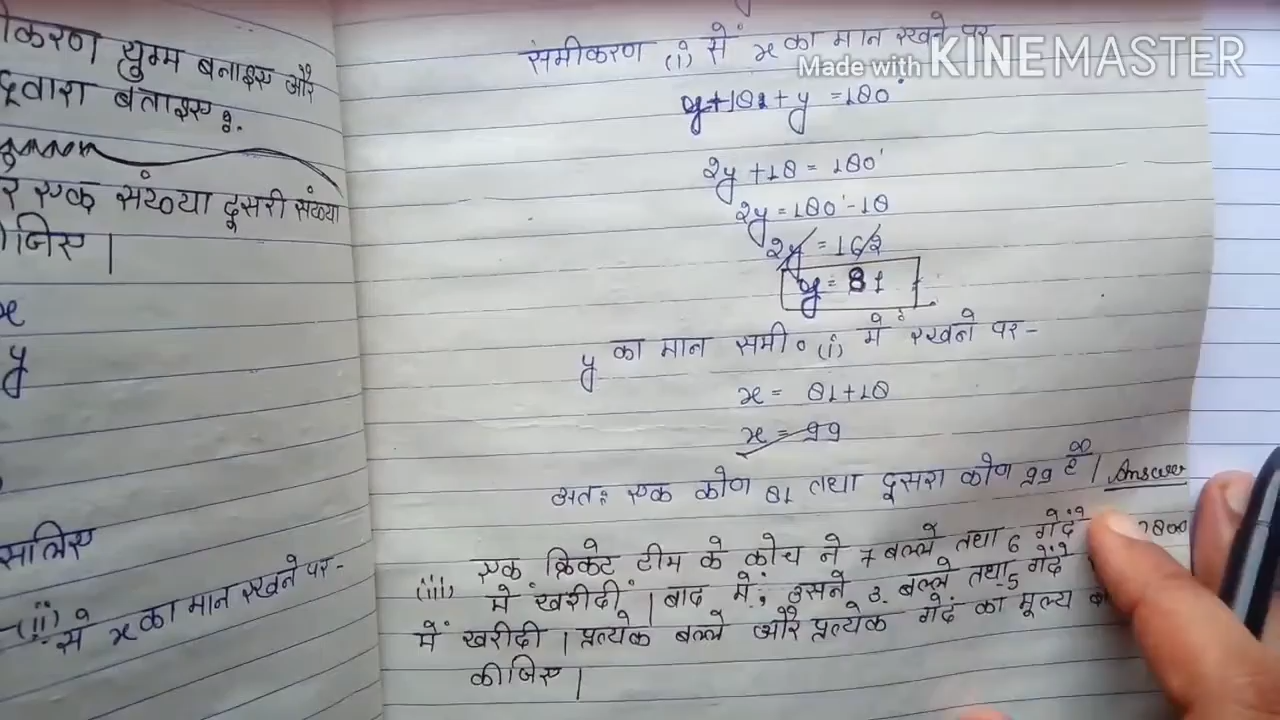 ीकरण युग्म बनाइए और
द्वारा बताइए ?
र एक संख्या दूसरी संख्या
ोजिए |
x
y
सालिए
(ii) से x का मान रखने पर-
समीकरण (i) से x का मान रखने पर-
Made with KINEMASTER
y+18+y = 180°
2y+18 = 180°
2y = 180°-18
2y = 162
y = 81
y का मान समी० (i) में रखने पर-
x = 81+18
x = 99
अतः एक कोण 81 तथा दूसरा कोण 99 है | Answer
(iii) एक क्रिकेट टीम के कोच ने 7 बल्ले तथा 6 गेंदें 3800
में खरीदीं | बाद में, उसने 3 बल्ले तथा 5 गेंदें
में खरीदी | प्रत्येक बल्ले और प्रत्येक गेदं का मूल्य
कीजिए |